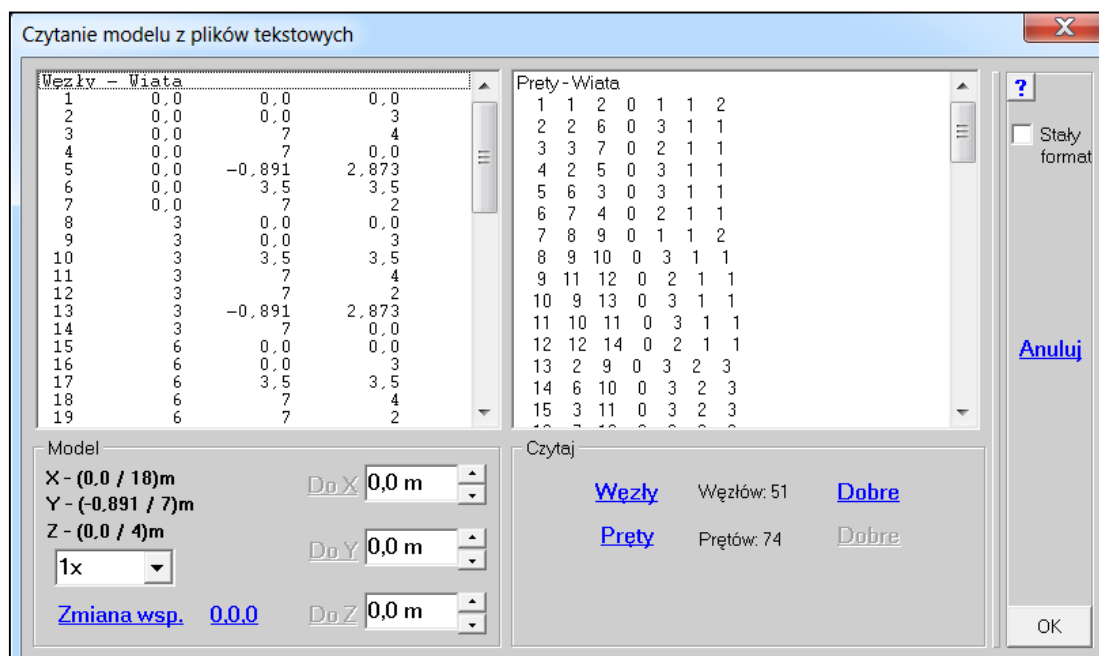 Czytanie modelu z plików tekstowych
X
Węzły - Wiata
1 0,0 0,0 0,0
2 0,0 0,0 3
3 0,0 7 4
4 0,0 7 0,0
5 0,0 -0,891 2,873
6 0,0 3,5 3,5
7 0,0 7 2
8 3 0,0 0,0
9 3 0,0 3
10 3 3,5 3,5
11 3 7 4
12 3 7 2
13 3 -0,891 2,873
14 3 7 0,0
15 6 0,0 0,0
16 6 0,0 3
17 6 3,5 3,5
18 6 7 4
19 6 7 2
Prety - Wiata
1 1 2 0 1 1 2
2 2 6 0 3 1 1
3 3 7 0 2 1 1
4 2 5 0 3 1 1
5 6 3 0 3 1 1
6 7 4 0 2 1 1
7 8 9 0 1 1 2
8 9 10 0 3 1 1
9 11 12 0 2 1 1
10 9 13 0 3 1 1
11 10 11 0 3 1 1
12 12 14 0 2 1 1
13 2 9 0 3 2 3
14 6 10 0 3 2 3
15 3 11 0 3 2 3
?
Stały
format
Anuluj
OK
Model
X - (0,0 / 18)m
Y - (-0,891 / 7)m
Z - (0,0 / 4)m
1x
Zmiana wsp. 0,0,0
Do X 0,0 m
Do Y 0,0 m
Do Z 0,0 m
Czytaj
Węzły Węzłów: 51 Dobre
Pręty Prętów: 74 Dobre